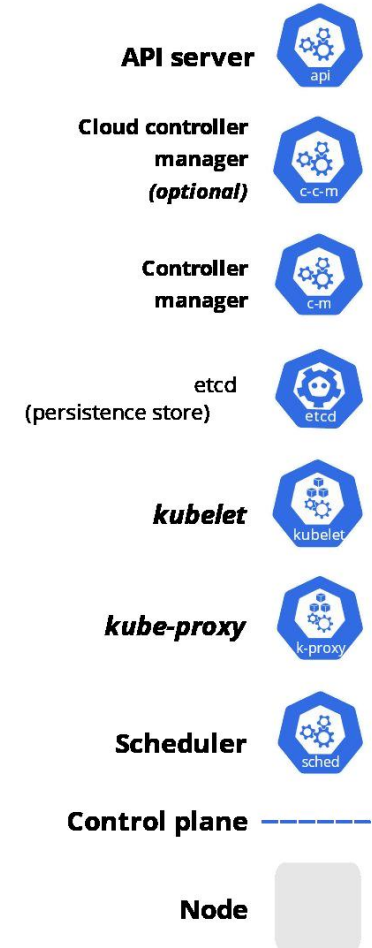 API server
api
Cloud controller
manager
(optional)
c-c-m
Controller
manager
c-m
etcd
(persistence store)
etcd
kubelet
kubelet
kube-proxy
k-proxy
Scheduler
sched
Control plane
Node